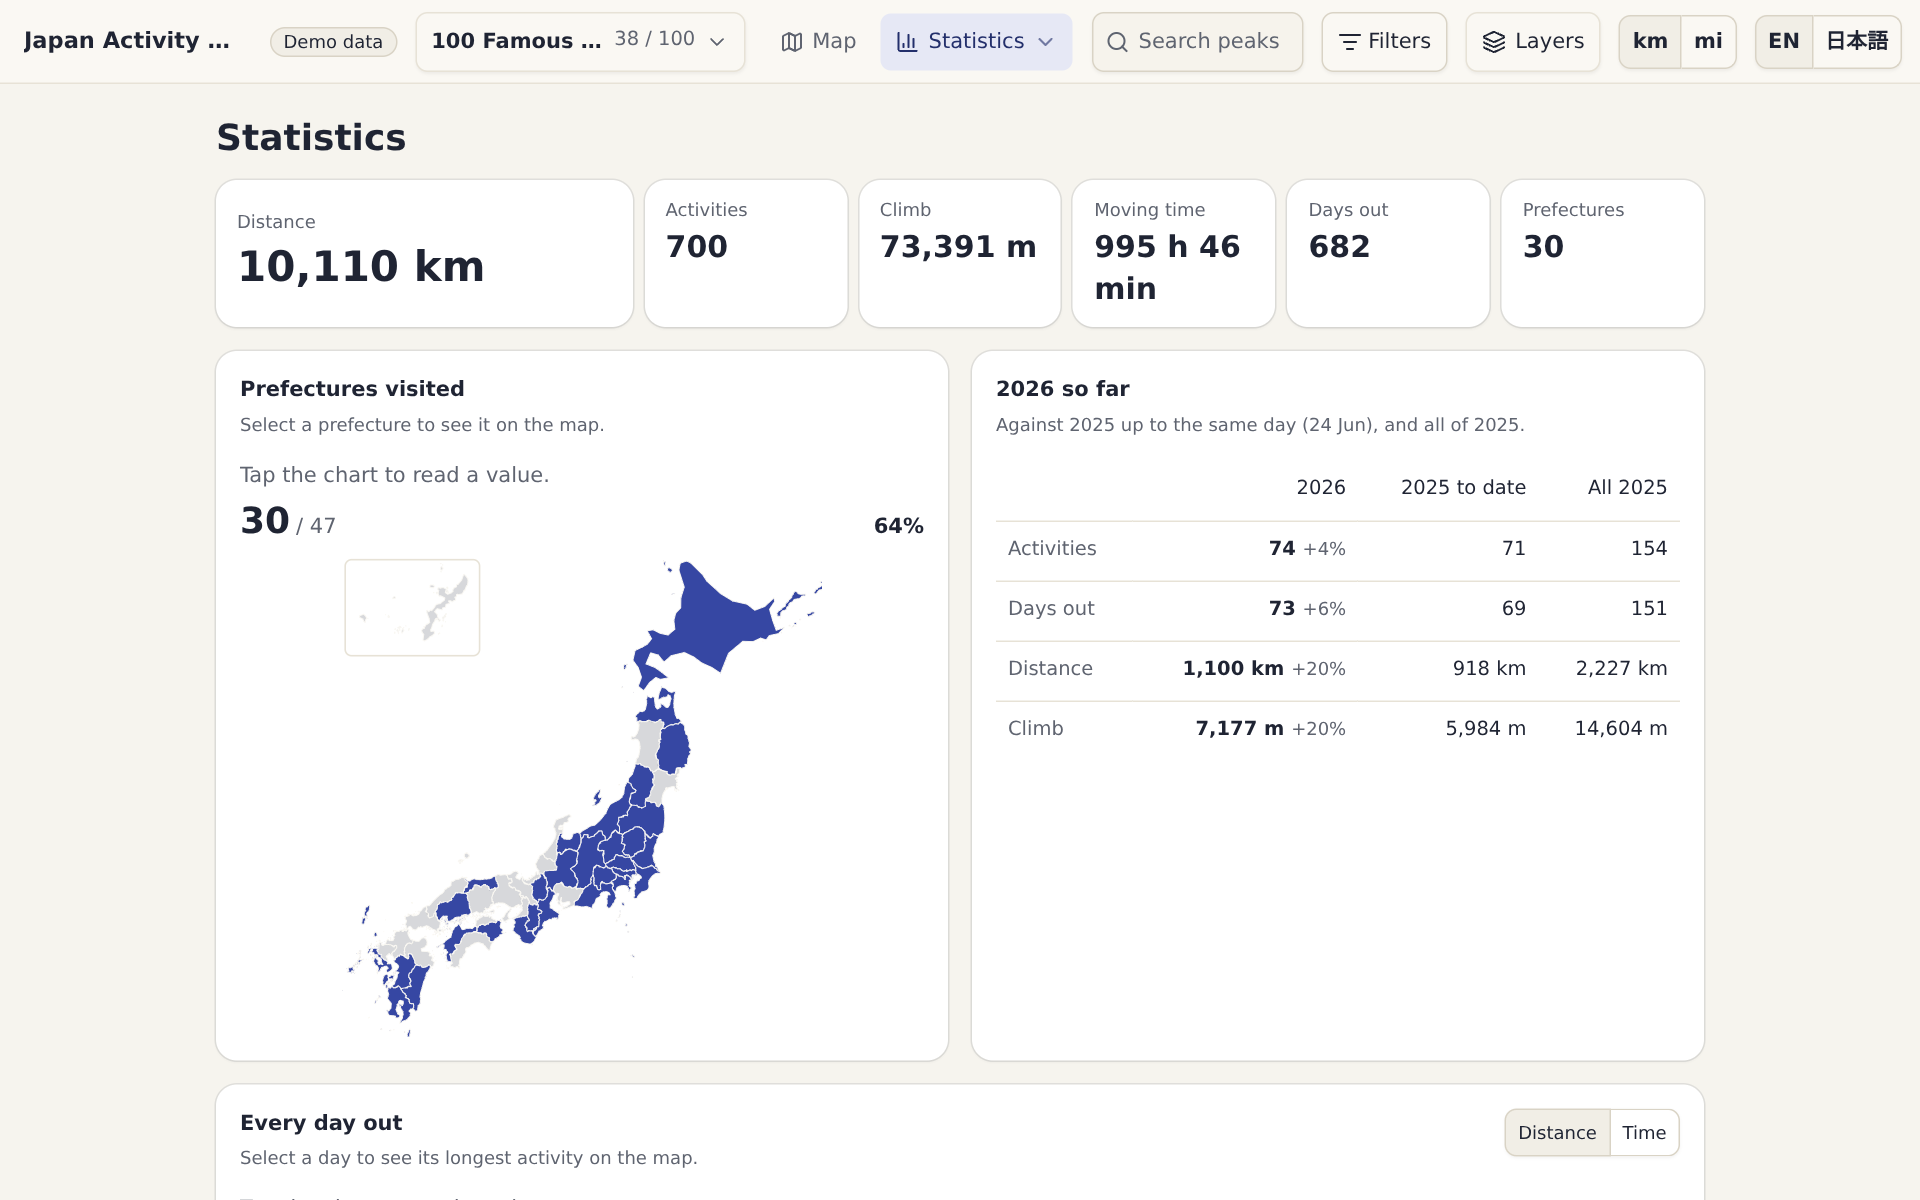 Japan Activity …
Demo data
100 Famous … 38 / 100
Map
Statistics
Search peaks
Filters
Layers
km mi
EN 日本語
Statistics
Distance
10,110 km
Activities
700
Climb
73,391 m
Moving time
995 h 46
min
Days out
682
Prefectures
30
Prefectures visited
Select a prefecture to see it on the map.
Tap the chart to read a value.
30 / 47
64%
2026 so far
Against 2025 up to the same day (24 Jun), and all of 2025.
2026 2025 to date All 2025
Activities 74 +4% 71 154
Days out 73 +6% 69 151
Distance 1,100 km +20% 918 km 2,227 km
Climb 7,177 m +20% 5,984 m 14,604 m
Every day out
Select a day to see its longest activity on the map.
Distance Time